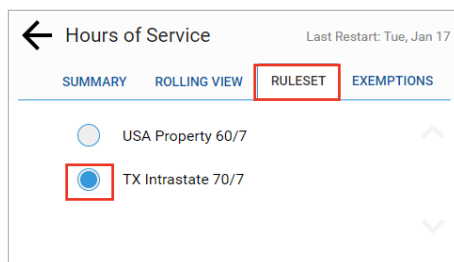 Hours of Service Last Restart: Tue, Jan 17
SUMMARY ROLLING VIEW RULESET EXEMPTIONS
USA Property 60/7
TX Intrastate 70/7